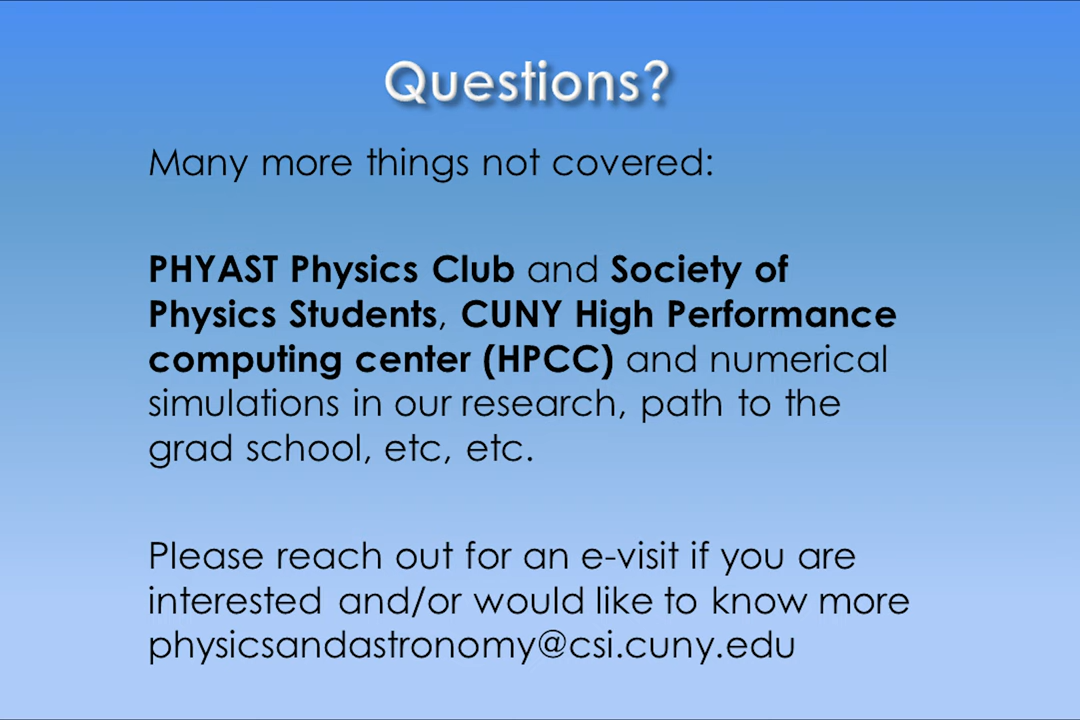 Questions?
Many more things not covered:
PHYAST Physics Club and Society of
Physics Students, CUNY High Performance
computing center (HPCC) and numerical
simulations in our research, path to the
grad school, etc, etc.
Please reach out for an e-visit if you are
interested and/or would like to know more
physicsandastronomy@csi.cuny.edu